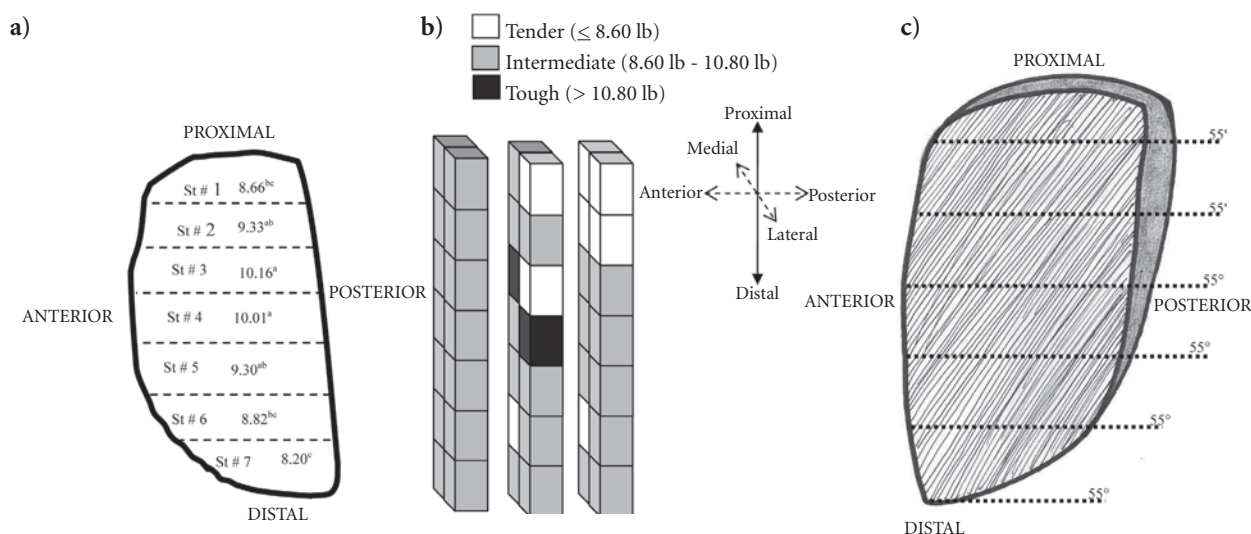 a)
PROXIMAL
St # 1 8.66bc
St # 2 9.33ab
St # 3 10.16a
St # 4 10.01a
St # 5 9.30ab
St # 6 8.82bc
St # 7 8.20c
ANTERIOR
POSTERIOR
DISTAL
b)
Tender (≤ 8.60 lb)
Intermediate (8.60 lb - 10.80 lb)
Tough (> 10.80 lb)
Proximal
Medial
Anterior
Posterior
Lateral
Distal
c)
PROXIMAL
55°
55°
55°
ANTERIOR
POSTERIOR
55°
55°
55°
DISTAL